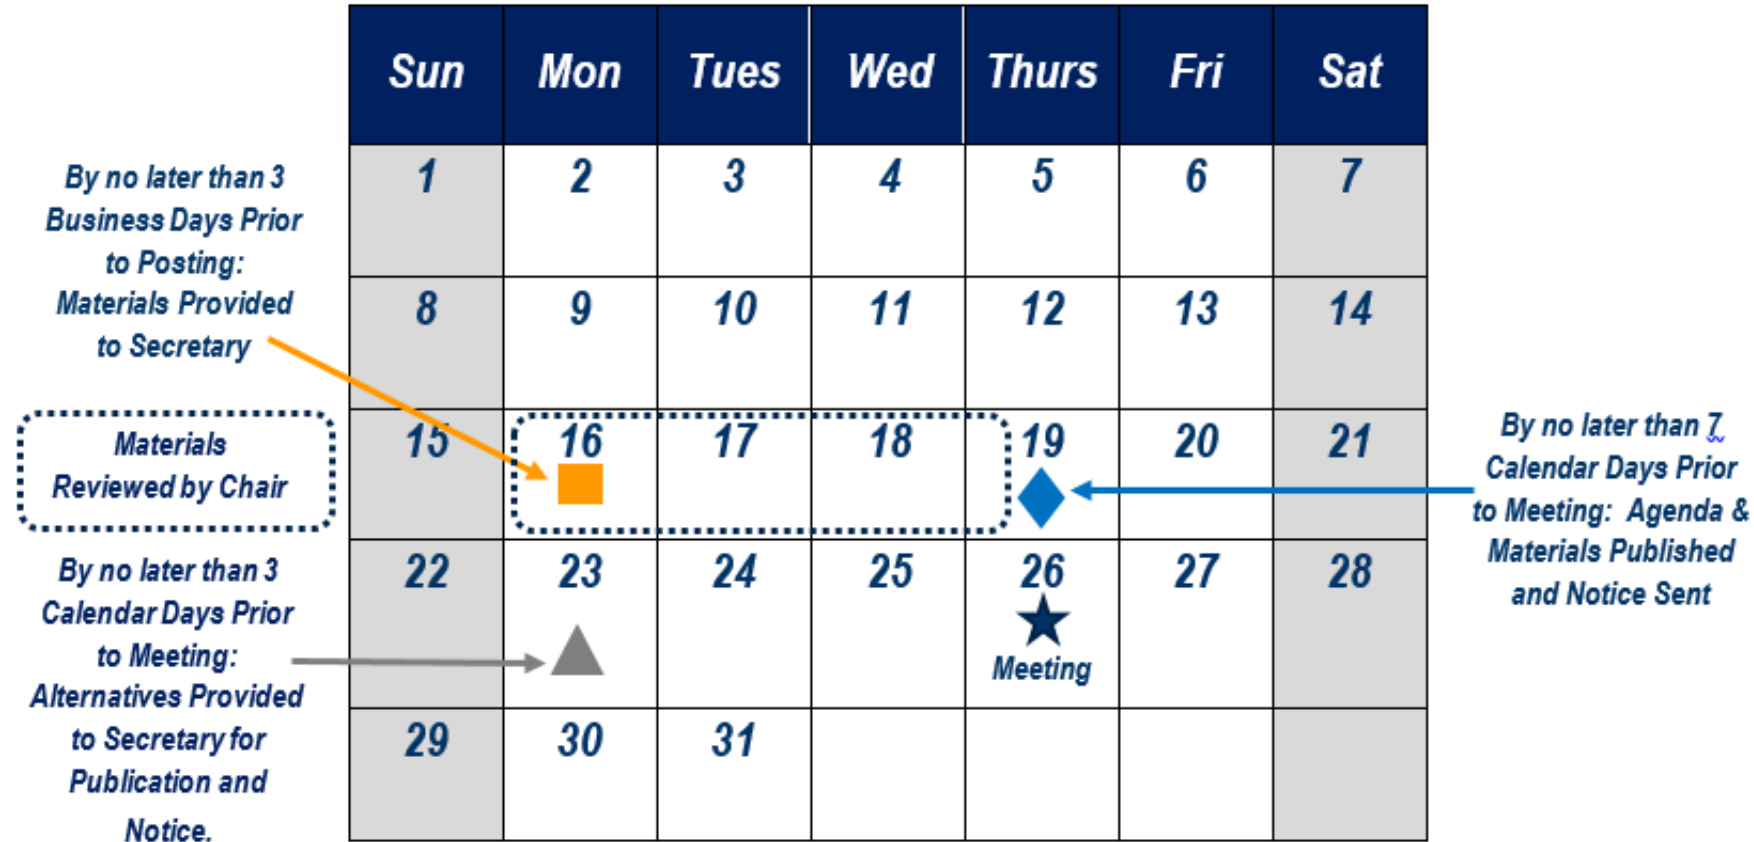 Sun Mon Tues Wed Thurs Fri Sat
By no later than 3
Business Days Prior
to Posting:
Materials Provided
to Secretary
1 2 3 4 5 6 7
8 9 10 11 12 13 14
Materials
Reviewed by Chair
15 16 17 18 19 20 21
By no later than 7
Calendar Days Prior
to Meeting: Agenda &
Materials Published
and Notice Sent
By no later than 3
Calendar Days Prior
to Meeting:
Alternatives Provided
to Secretary for
Publication and
Notice.
22 23 24 25 26 27 28
Meeting
29 30 31